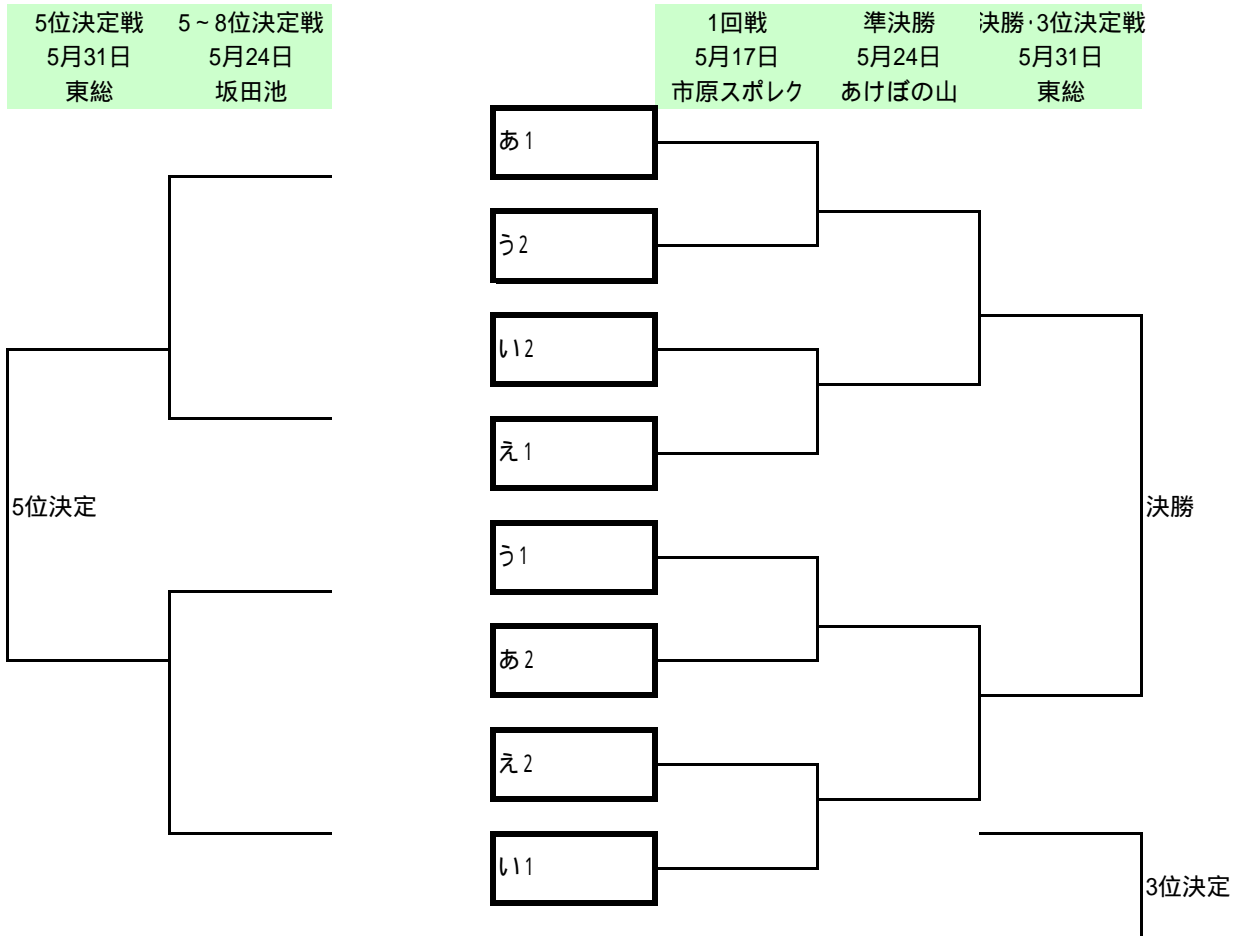 5位決定戦 5~8位決定戦
5月31日 5月24日
東総 坂田池
1回戦 準決勝 決勝・3位決定戦
5月17日 5月24日 5月31日
市原スポレク あけぼの山 東総
あ1
う2
い2
え1
5位決定
決勝
う1
あ2
え2
い1
3位決定